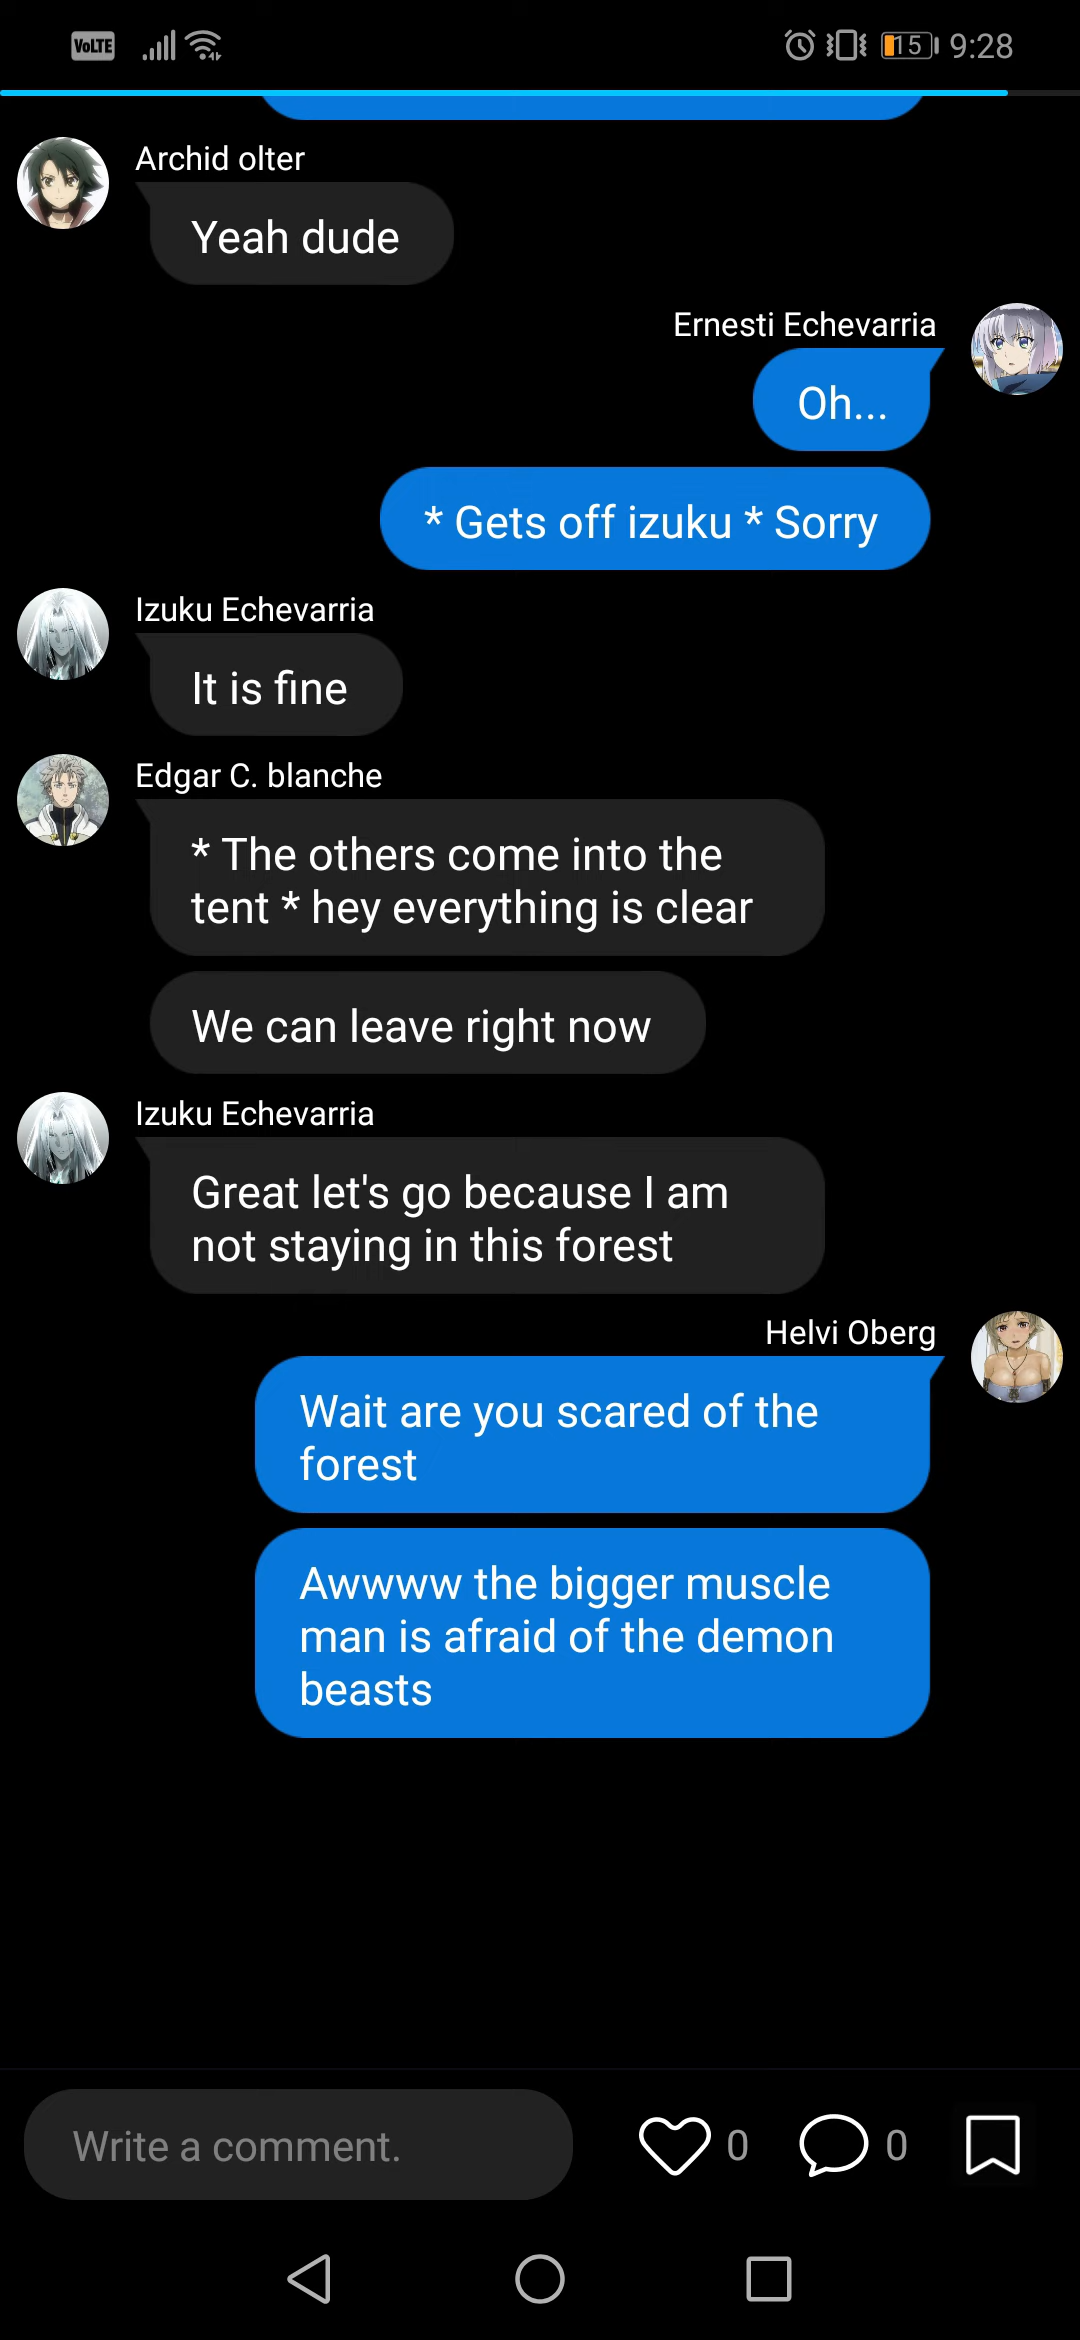 VoLTE
15 9:28
Archid olter
Yeah dude
Ernesti Echevarria
Oh...
* Gets off izuku * Sorry
Izuku Echevarria
It is fine
Edgar C. blanche
* The others come into the
tent * hey everything is clear
We can leave right now
Izuku Echevarria
Great let's go because I am
not staying in this forest
Helvi Oberg
Wait are you scared of the
forest
Awwww the bigger muscle
man is afraid of the demon
beasts
Write a comment.
0
0